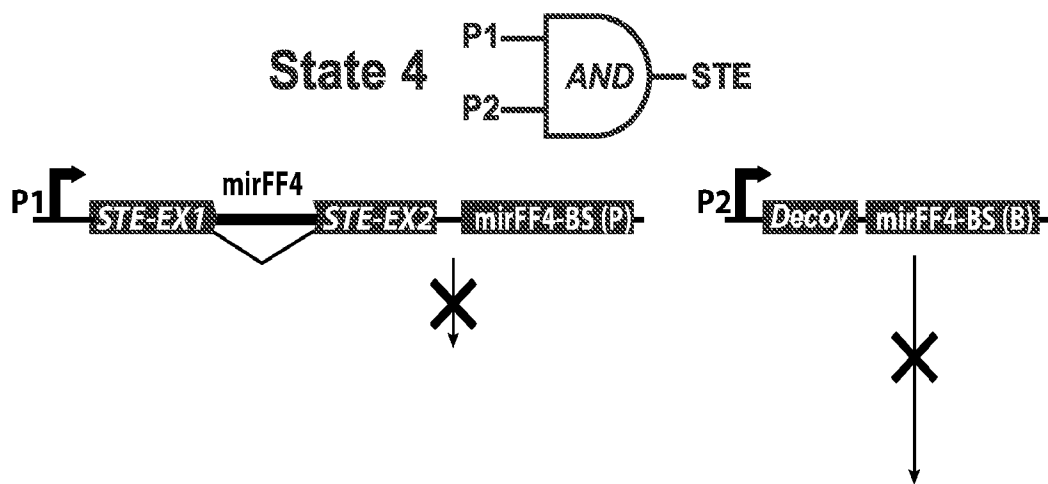 State 4
P1
P2
AND
STE
P1
mirFF4
STE-EX1
STE-EX2
mirFF4-BS (P)
P2
Decoy
mirFF4-BS (B)